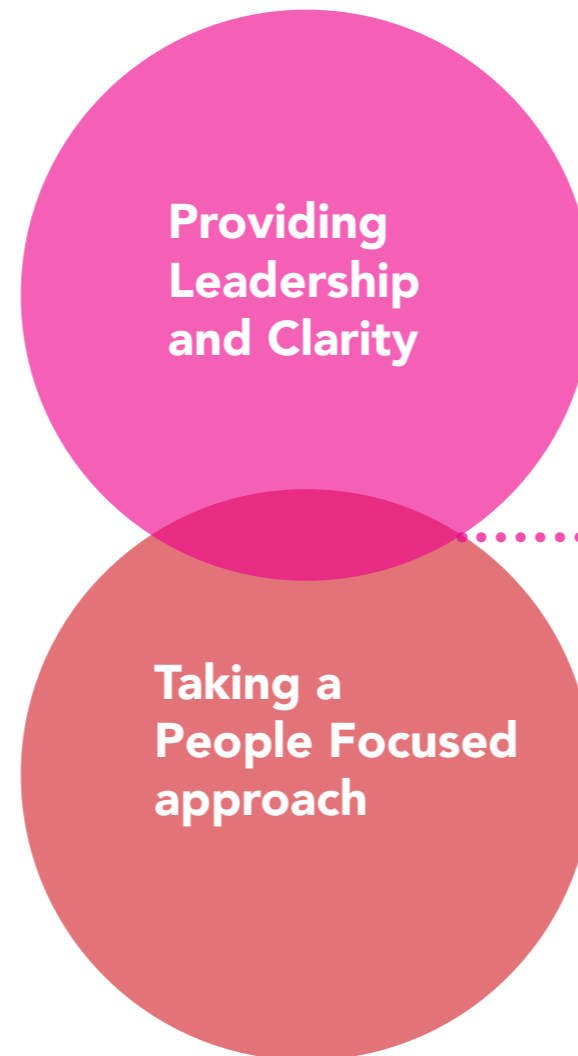 Providing
Leadership
and Clarity
Taking a
People Focused
approach